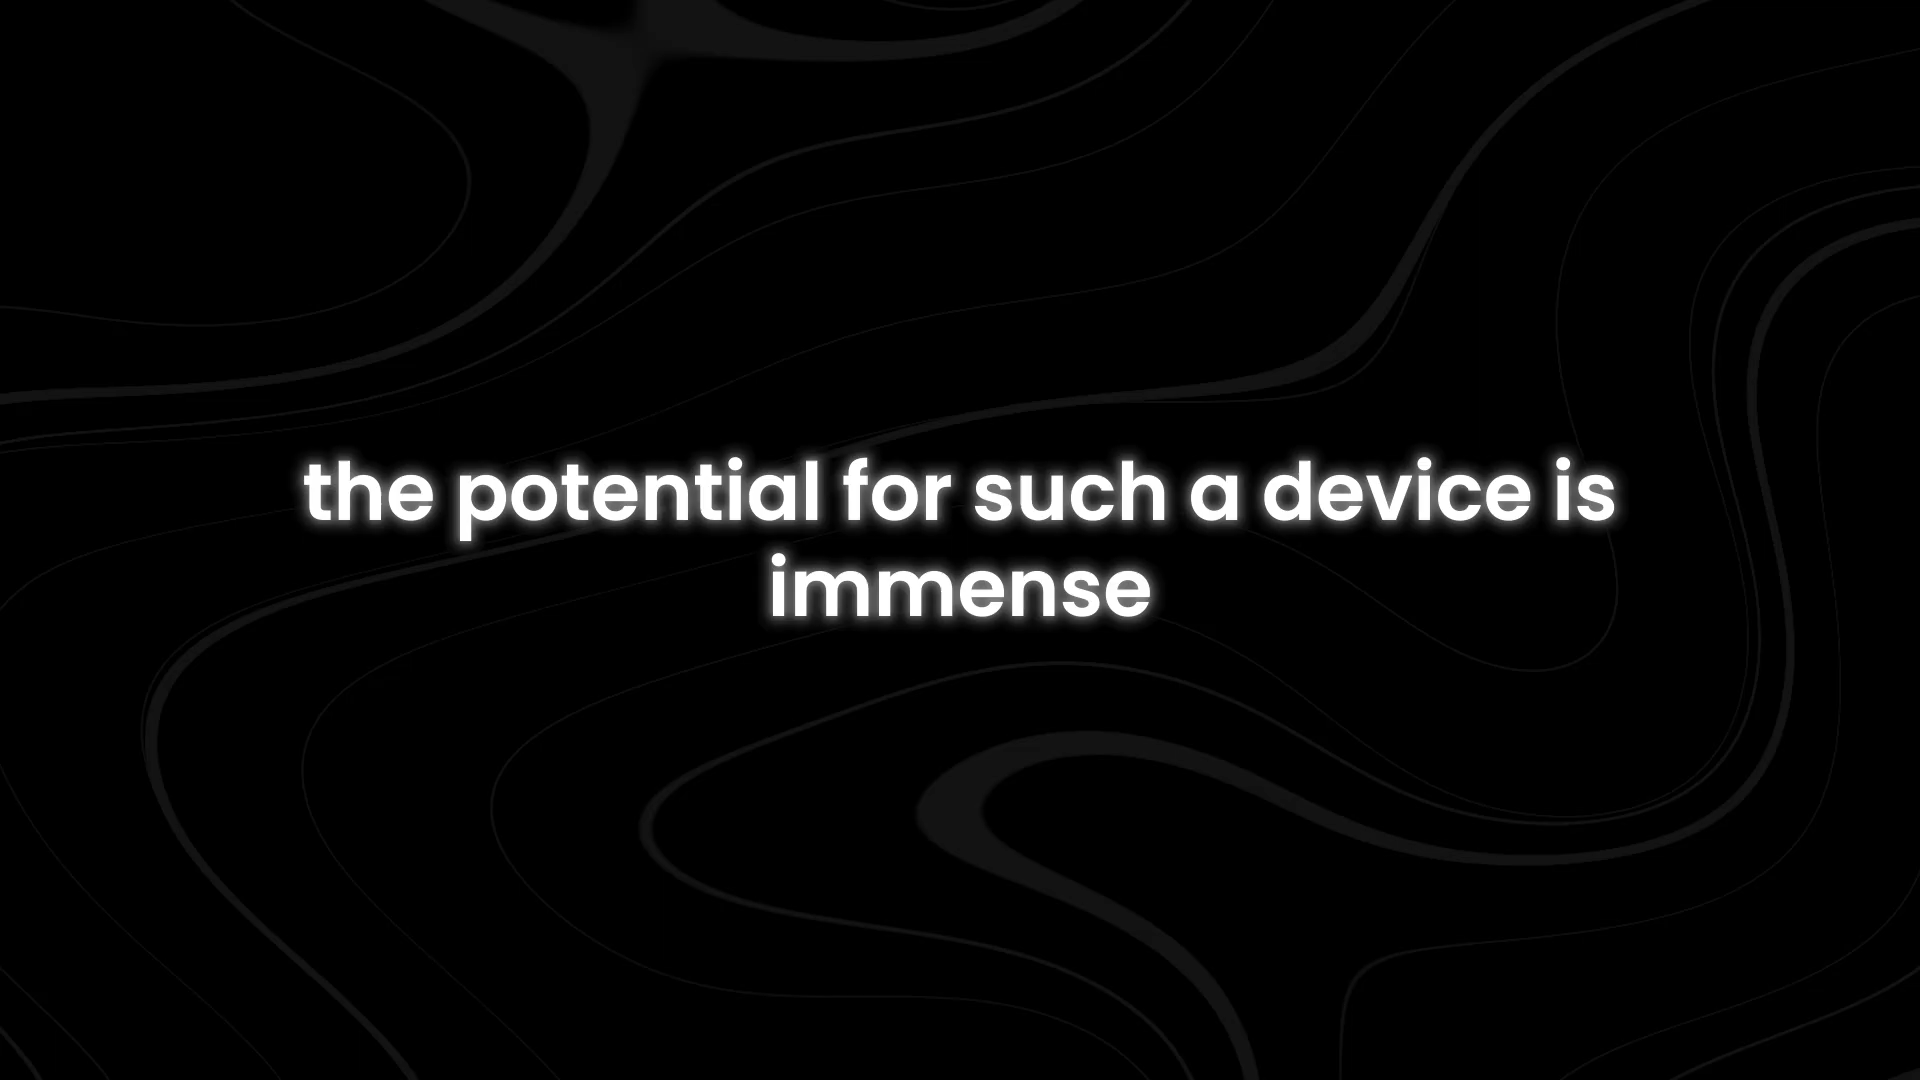 the potential for such a device is
immense